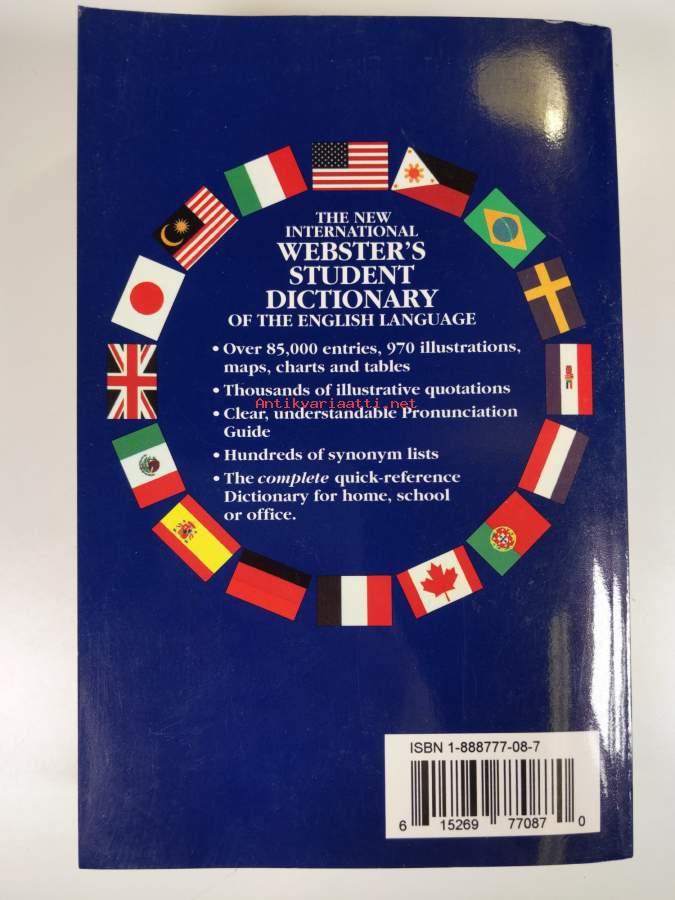 THE NEW
INTERNATIONAL
WEBSTER'S
STUDENT
DICTIONARY
OF THE ENGLISH LANGUAGE
• Over 85,000 entries, 970 illustrations,
maps, charts and tables
• Thousands of illustrative quotations
Antikvariaatti.net
• Clear, understandable Pronunciation
Guide
• Hundreds of synonym lists
• The complete quick-reference
Dictionary for home, school
or office.
ISBN 1-888777-08-7
6 15269 77087 0